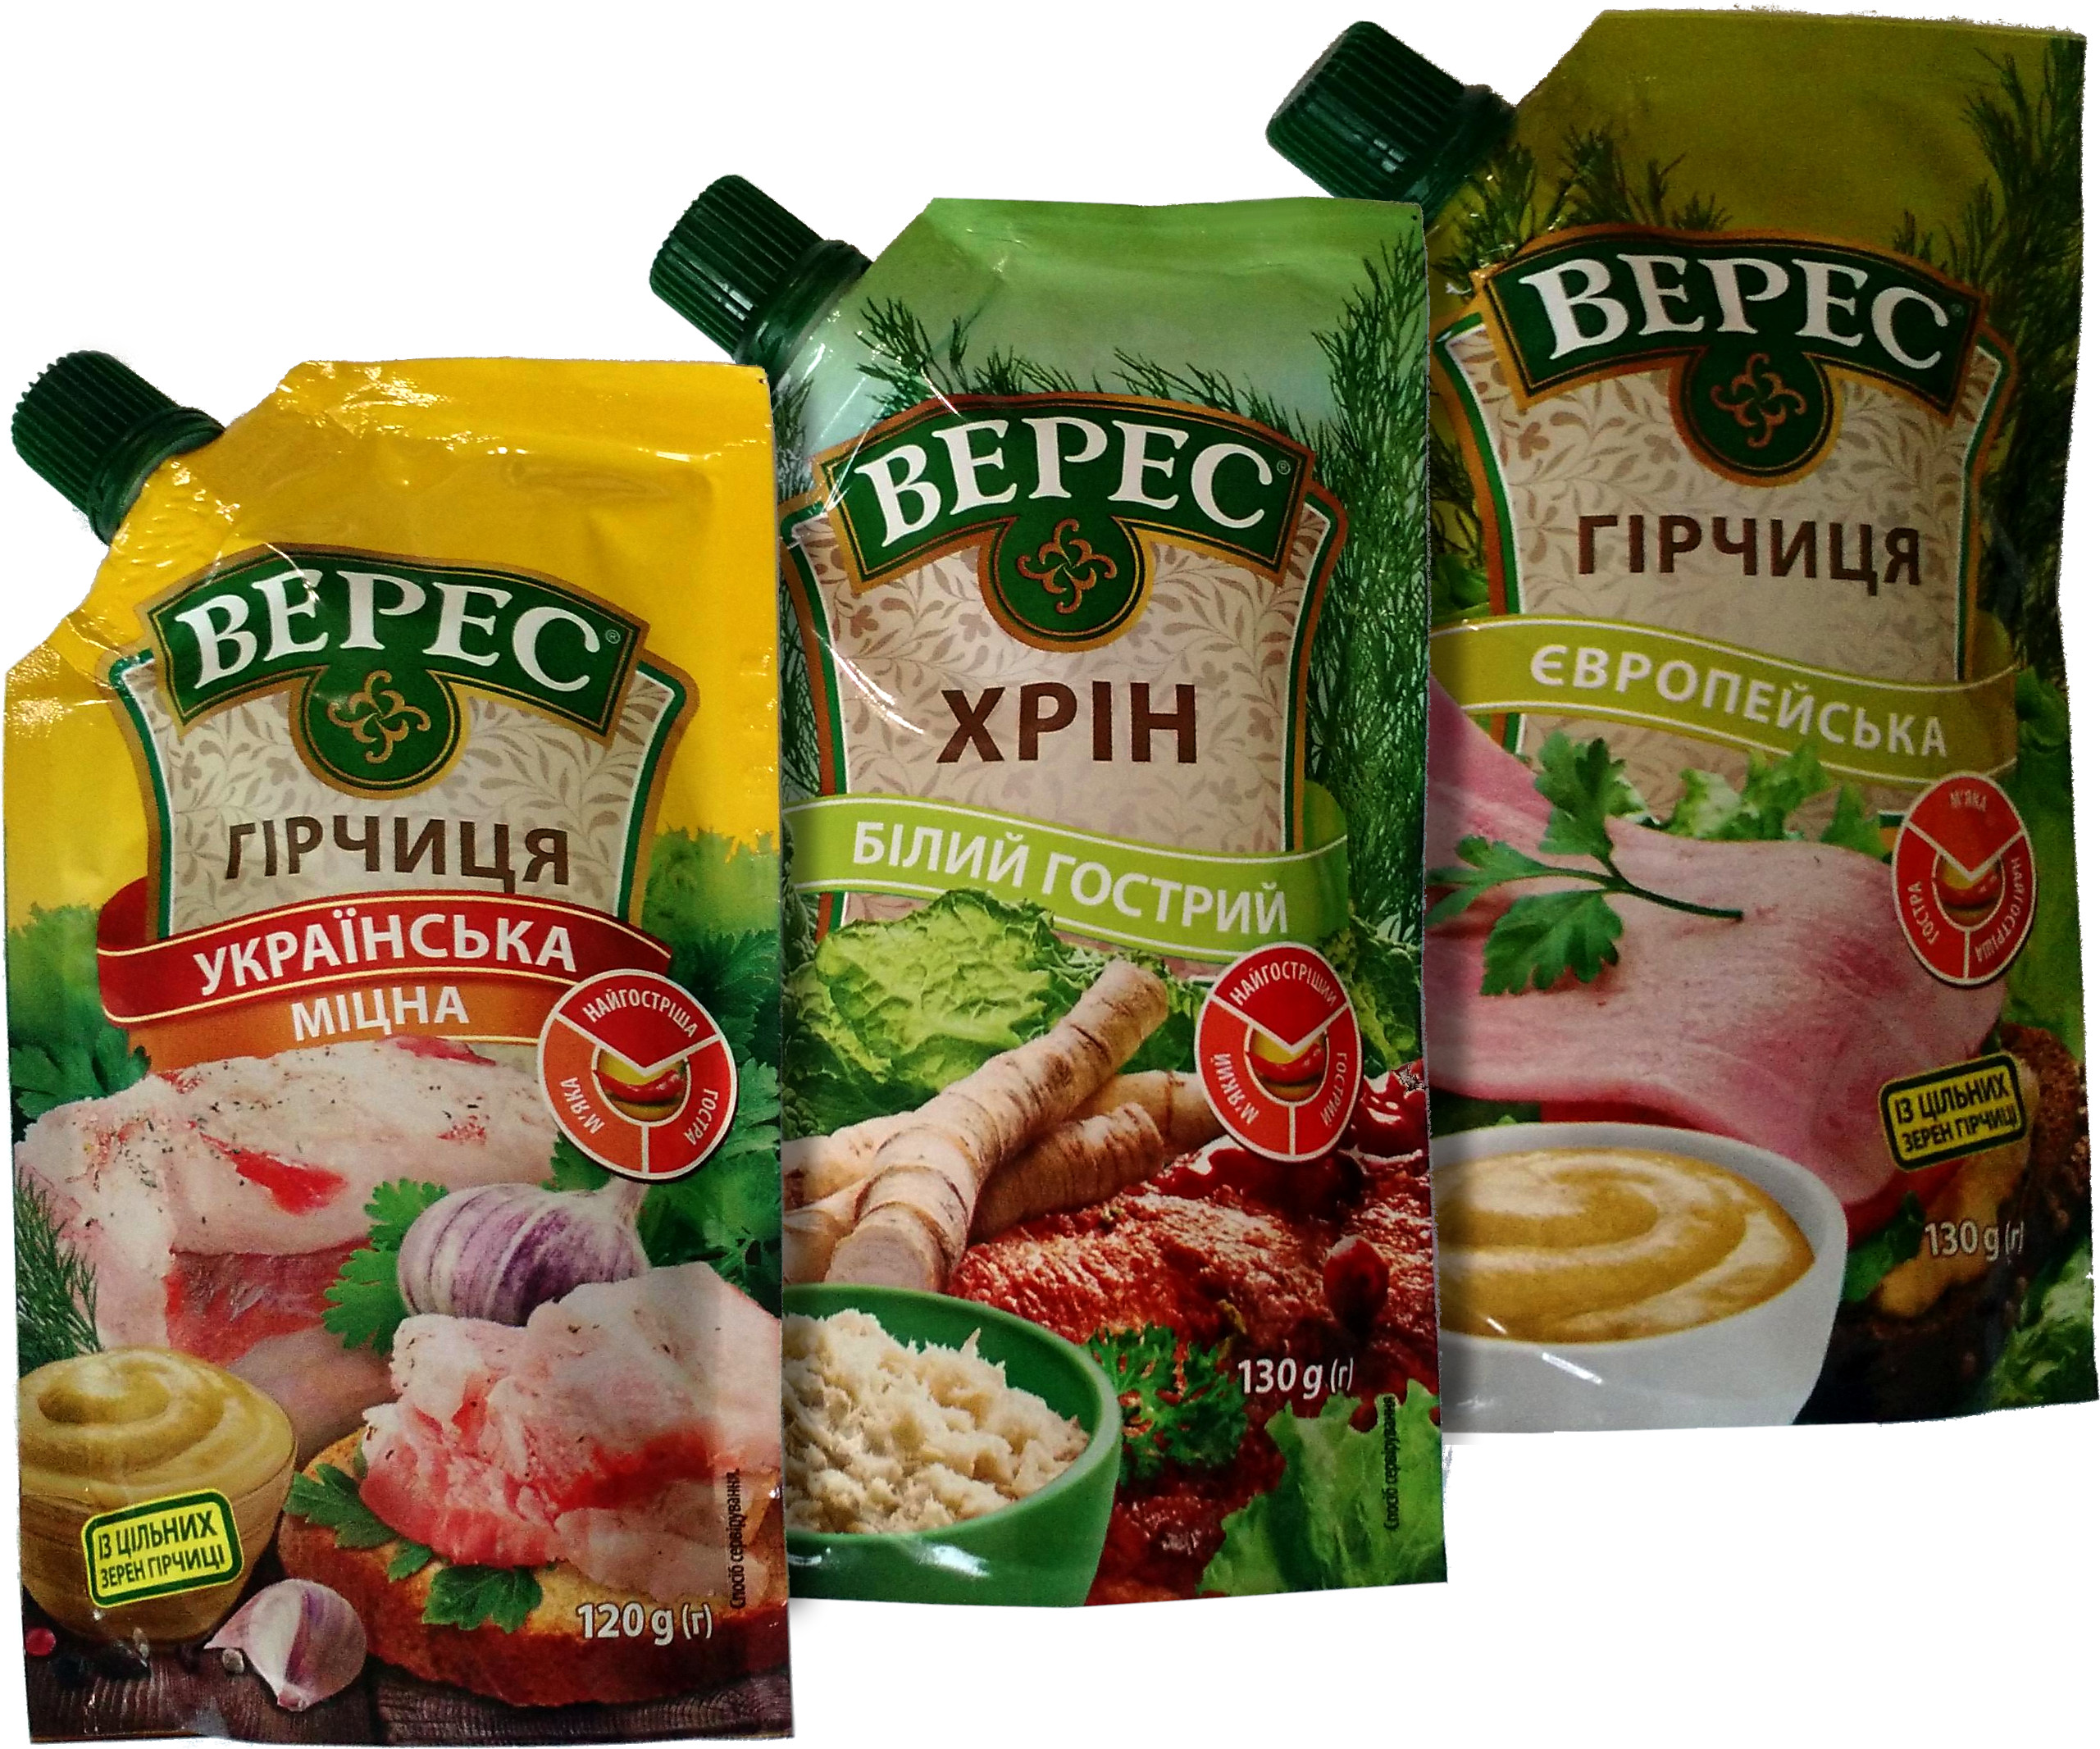 ВЕРЕС®
ГІРЧИЦЯ
УКРАЇНСЬКА
МІЦНА
НАЙГОСТРІША
ГОСТРА
М'ЯКА
ІЗ ЦІЛЬНИХ
ЗЕРЕН ГІРЧИЦІ
120 g (г)
Спосіб сервірування.
ВЕРЕС®
ХРІН
БІЛИЙ ГОСТРИЙ
НАЙГОСТРІШИЙ
ГОСТРИЙ
М'ЯКИЙ
130 g (г)
Спосіб сервірування
ВЕРЕС®
ГІРЧИЦЯ
ЄВРОПЕЙСЬКА
М'ЯКА
НАЙГОСТРІША
ГОСТРА
ІЗ ЦІЛЬНИХ
ЗЕРЕН ГІРЧИЦІ
130 g (г)